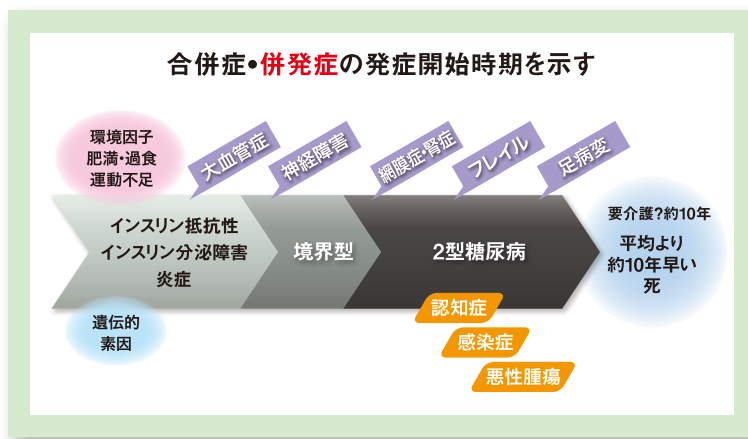 合併症•併発症の発症開始時期を示す
環境因子
肥満・過食
運動不足
大血管症
神経障害
網膜症・腎症
フレイル
足病変
インスリン抵抗性
インスリン分泌障害
炎症
境界型
2型糖尿病
要介護?約10年
平均より
約10年早い
死
遺伝的
素因
認知症
感染症
悪性腫瘍